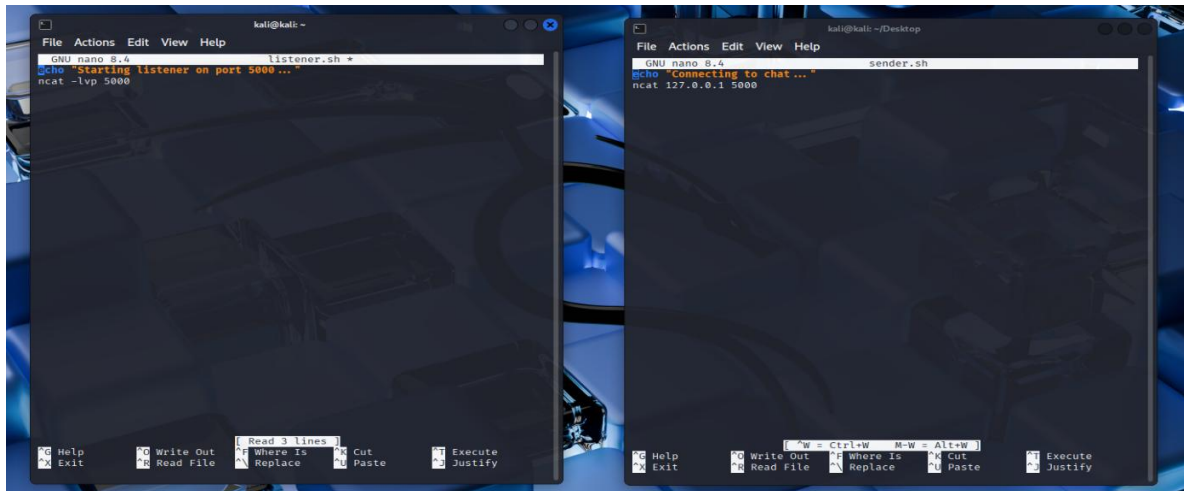 kali@kali: ~
File Actions Edit View Help
GNU nano 8.4 listener.sh *
echo "Starting listener on port 5000..."
ncat -lvp 5000
[ Read 3 lines ]
^G Help ^O Write Out ^F Where Is ^K Cut ^T Execute
^X Exit ^R Read File ^\ Replace ^U Paste ^J Justify
kali@kali: ~/Desktop
File Actions Edit View Help
GNU nano 8.4 sender.sh
echo "Connecting to chat..."
ncat 127.0.0.1 5000
[ ^W = Ctrl+W M-W = Alt+W ]
^G Help ^O Write Out ^F Where Is ^K Cut ^T Execute
^X Exit ^R Read File ^\ Replace ^U Paste ^J Justify